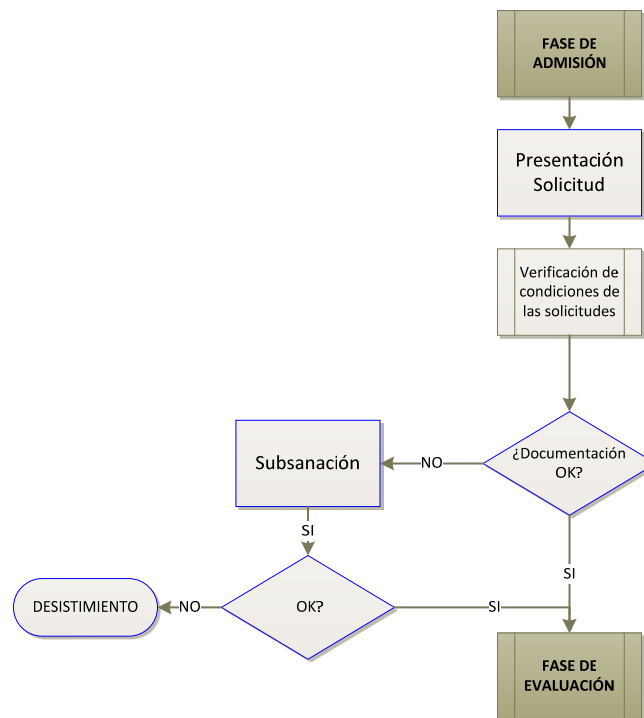 FASE DE
ADMISIÓN
Presentación
Solicitud
Verificación de
condiciones de
las solicitudes
¿Documentación
OK?
NO
Subsanación
SI
SI
OK?
NO
DESISTIMIENTO
SI
FASE DE
EVALUACIÓN